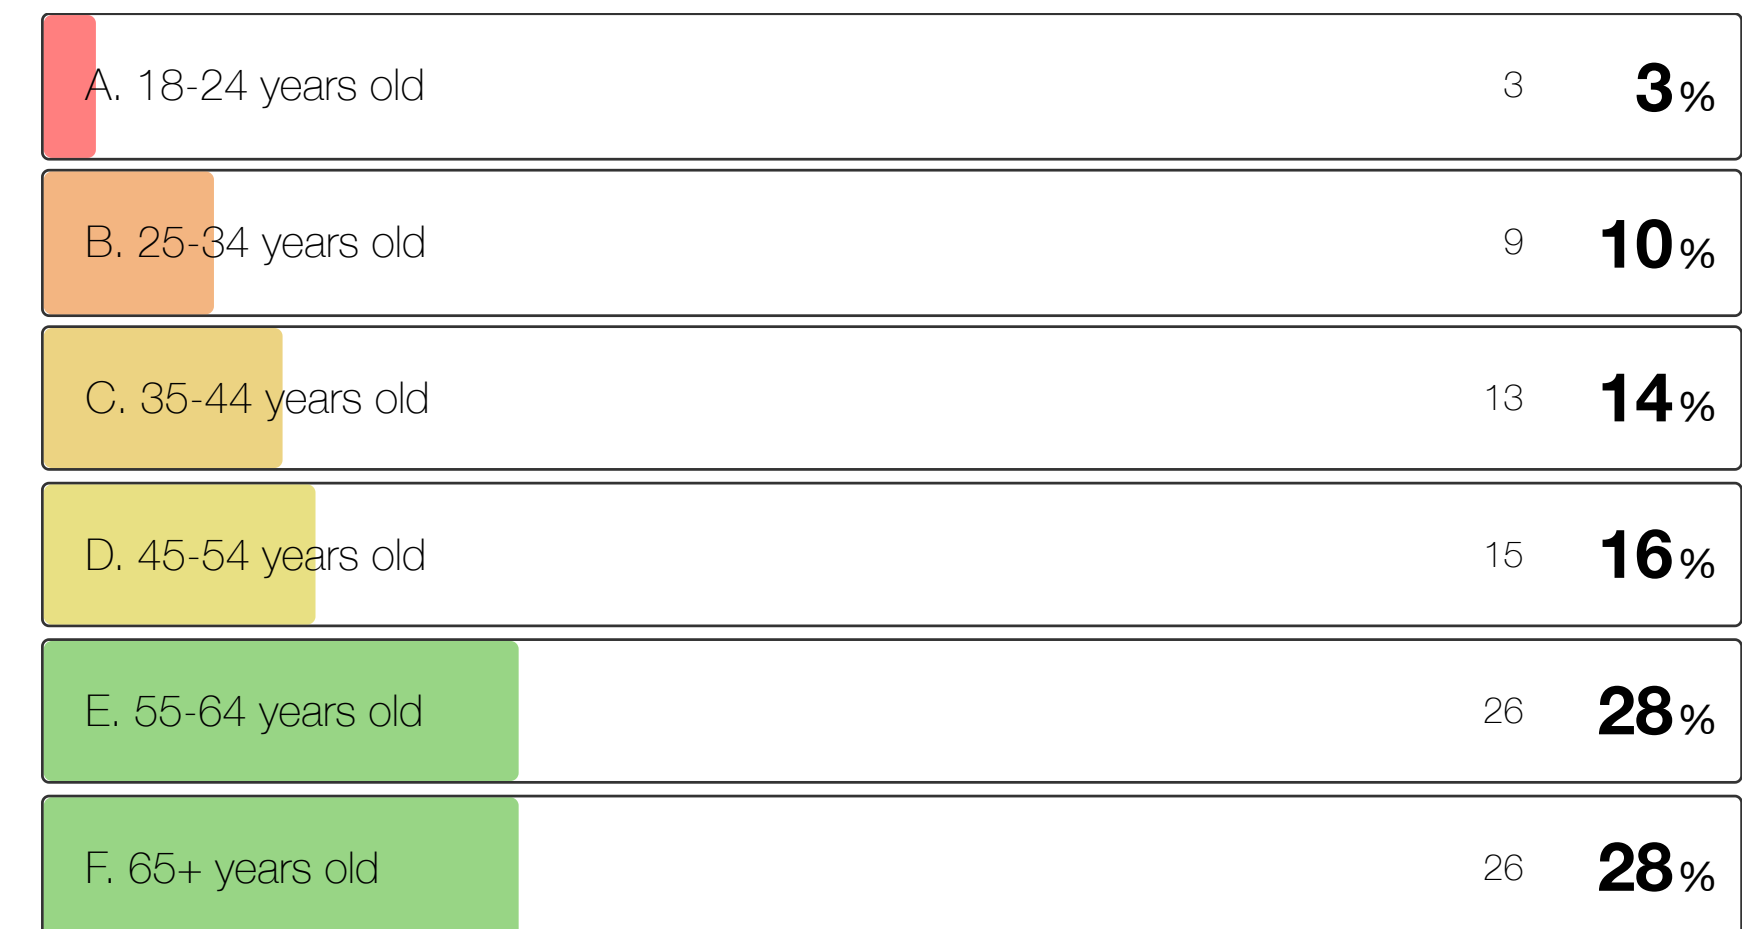 A. 18-24 years old 3 3%
B. 25-34 years old 9 10%
C. 35-44 years old 13 14%
D. 45-54 years old 15 16%
E. 55-64 years old 26 28%
F. 65+ years old 26 28%